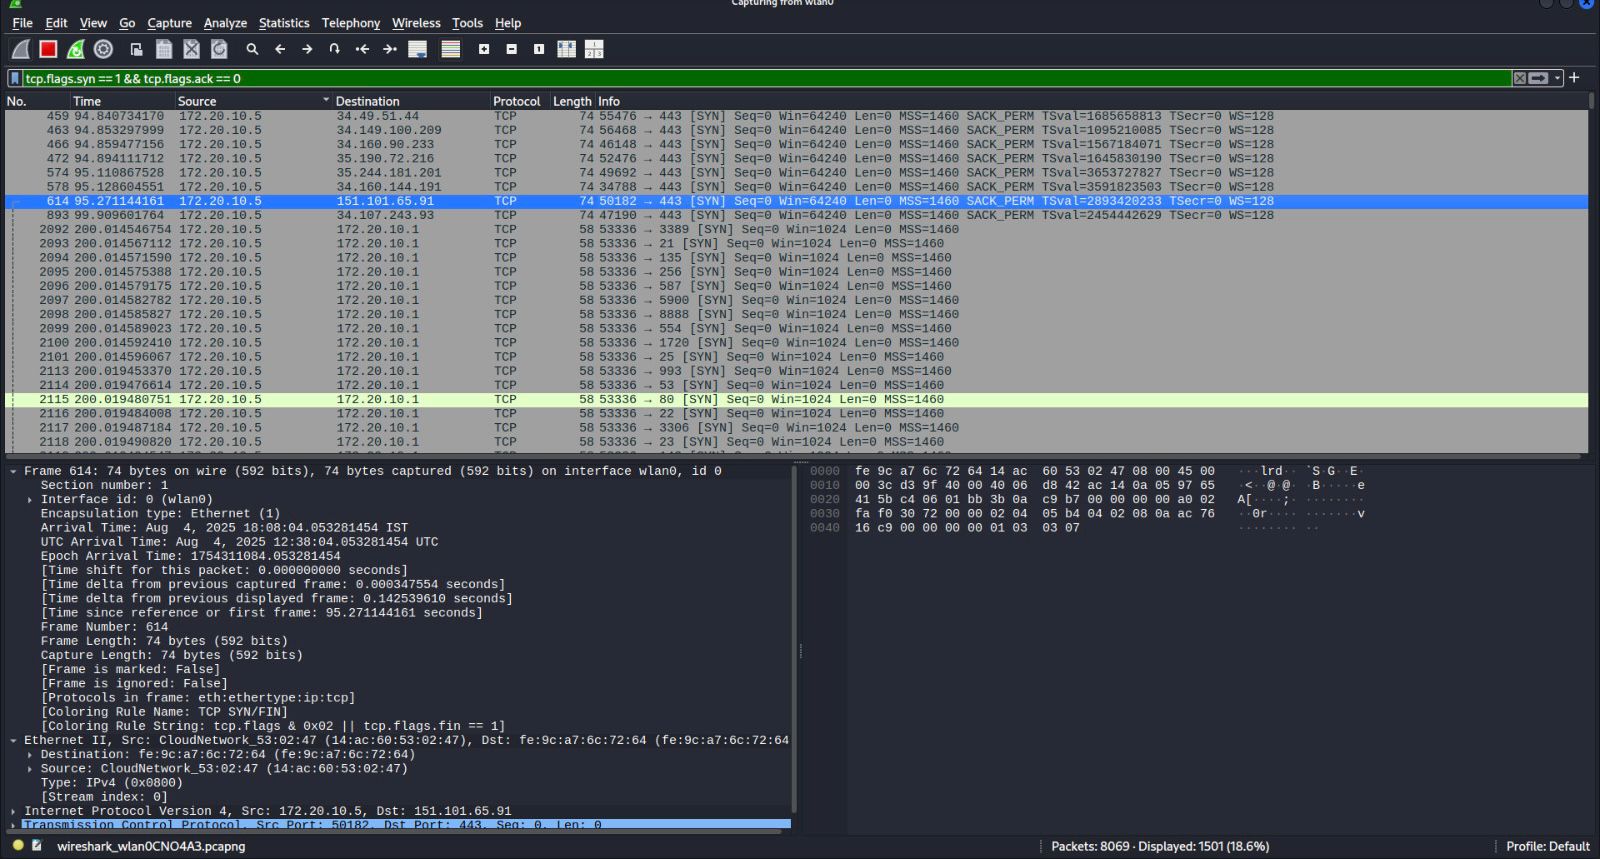 Capturing from wlan0
File Edit View Go Capture Analyze Statistics Telephony Wireless Tools Help
tcp.flags.syn == 1 && tcp.flags.ack == 0
No. Time Source Destination Protocol Length Info
459 94.840734170 172.20.10.5 34.49.51.44 TCP 74 55476 → 443 [SYN] Seq=0 Win=64240 Len=0 MSS=1460 SACK_PERM TSval=1685658813 TSecr=0 WS=128
463 94.853297999 172.20.10.5 34.149.100.209 TCP 74 56468 → 443 [SYN] Seq=0 Win=64240 Len=0 MSS=1460 SACK_PERM TSval=1095210085 TSecr=0 WS=128
466 94.859477156 172.20.10.5 34.160.90.233 TCP 74 46148 → 443 [SYN] Seq=0 Win=64240 Len=0 MSS=1460 SACK_PERM TSval=1567184071 TSecr=0 WS=128
472 94.894111712 172.20.10.5 35.190.72.216 TCP 74 52476 → 443 [SYN] Seq=0 Win=64240 Len=0 MSS=1460 SACK_PERM TSval=1645830190 TSecr=0 WS=128
574 95.110867528 172.20.10.5 35.244.181.201 TCP 74 49692 → 443 [SYN] Seq=0 Win=64240 Len=0 MSS=1460 SACK_PERM TSval=3653727827 TSecr=0 WS=128
578 95.128604551 172.20.10.5 34.160.144.191 TCP 74 34788 → 443 [SYN] Seq=0 Win=64240 Len=0 MSS=1460 SACK_PERM TSval=3591823503 TSecr=0 WS=128
614 95.271144161 172.20.10.5 151.101.65.91 TCP 74 50182 → 443 [SYN] Seq=0 Win=64240 Len=0 MSS=1460 SACK_PERM TSval=2893420233 TSecr=0 WS=128
893 99.909601764 172.20.10.5 34.107.243.93 TCP 74 47190 → 443 [SYN] Seq=0 Win=64240 Len=0 MSS=1460 SACK_PERM TSval=2454442629 TSecr=0 WS=128
2092 200.014546754 172.20.10.5 172.20.10.1 TCP 58 53336 → 3389 [SYN] Seq=0 Win=1024 Len=0 MSS=1460
2093 200.014567112 172.20.10.5 172.20.10.1 TCP 58 53336 → 21 [SYN] Seq=0 Win=1024 Len=0 MSS=1460
2094 200.014571590 172.20.10.5 172.20.10.1 TCP 58 53336 → 135 [SYN] Seq=0 Win=1024 Len=0 MSS=1460
2095 200.014575388 172.20.10.5 172.20.10.1 TCP 58 53336 → 256 [SYN] Seq=0 Win=1024 Len=0 MSS=1460
2096 200.014579175 172.20.10.5 172.20.10.1 TCP 58 53336 → 587 [SYN] Seq=0 Win=1024 Len=0 MSS=1460
2097 200.014582782 172.20.10.5 172.20.10.1 TCP 58 53336 → 5900 [SYN] Seq=0 Win=1024 Len=0 MSS=1460
2098 200.014585827 172.20.10.5 172.20.10.1 TCP 58 53336 → 8888 [SYN] Seq=0 Win=1024 Len=0 MSS=1460
2099 200.014589023 172.20.10.5 172.20.10.1 TCP 58 53336 → 554 [SYN] Seq=0 Win=1024 Len=0 MSS=1460
2100 200.014592410 172.20.10.5 172.20.10.1 TCP 58 53336 → 1720 [SYN] Seq=0 Win=1024 Len=0 MSS=1460
2101 200.014596067 172.20.10.5 172.20.10.1 TCP 58 53336 → 25 [SYN] Seq=0 Win=1024 Len=0 MSS=1460
2113 200.019453370 172.20.10.5 172.20.10.1 TCP 58 53336 → 993 [SYN] Seq=0 Win=1024 Len=0 MSS=1460
2114 200.019476614 172.20.10.5 172.20.10.1 TCP 58 53336 → 53 [SYN] Seq=0 Win=1024 Len=0 MSS=1460
2115 200.019480751 172.20.10.5 172.20.10.1 TCP 58 53336 → 80 [SYN] Seq=0 Win=1024 Len=0 MSS=1460
2116 200.019484008 172.20.10.5 172.20.10.1 TCP 58 53336 → 22 [SYN] Seq=0 Win=1024 Len=0 MSS=1460
2117 200.019487184 172.20.10.5 172.20.10.1 TCP 58 53336 → 3306 [SYN] Seq=0 Win=1024 Len=0 MSS=1460
2118 200.019490820 172.20.10.5 172.20.10.1 TCP 58 53336 → 23 [SYN] Seq=0 Win=1024 Len=0 MSS=1460
Frame 614: 74 bytes on wire (592 bits), 74 bytes captured (592 bits) on interface wlan0, id 0
Section number: 1
Interface id: 0 (wlan0)
Encapsulation type: Ethernet (1)
Arrival Time: Aug  4, 2025 18:08:04.053281454 IST
UTC Arrival Time: Aug  4, 2025 12:38:04.053281454 UTC
Epoch Arrival Time: 1754311084.053281454
[Time shift for this packet: 0.000000000 seconds]
[Time delta from previous captured frame: 0.000347554 seconds]
[Time delta from previous displayed frame: 0.142539610 seconds]
[Time since reference or first frame: 95.271144161 seconds]
Frame Number: 614
Frame Length: 74 bytes (592 bits)
Capture Length: 74 bytes (592 bits)
[Frame is marked: False]
[Frame is ignored: False]
[Protocols in frame: eth:ethertype:ip:tcp]
[Coloring Rule Name: TCP SYN/FIN]
[Coloring Rule String: tcp.flags & 0x02 || tcp.flags.fin == 1]
Ethernet II, Src: CloudNetwork_53:02:47 (14:ac:60:53:02:47), Dst: fe:9c:a7:6c:72:64 (fe:9c:a7:6c:72:64
Destination: fe:9c:a7:6c:72:64 (fe:9c:a7:6c:72:64)
Source: CloudNetwork_53:02:47 (14:ac:60:53:02:47)
Type: IPv4 (0x0800)
[Stream index: 0]
Internet Protocol Version 4, Src: 172.20.10.5, Dst: 151.101.65.91
Transmission Control Protocol, Src Port: 50182, Dst Port: 443, Seq: 0, Len: 0
0000 fe 9c a7 6c 72 64 14 ac 60 53 02 47 08 00 45 00 ···lrd·· `S·G··E·
0010 00 3c d3 9f 40 00 40 06 d8 42 ac 14 0a 05 97 65 ·<··@·@· ·B·····e
0020 41 5b c4 06 01 bb 3b 0a c9 b7 00 00 00 00 a0 02 A[····;· ········
0030 fa f0 30 72 00 00 02 04 05 b4 04 02 08 0a ac 76 ··0r···· ·······v
0040 16 c9 00 00 00 00 01 03 03 07 ········ ··
wireshark_wlan0CNO4A3.pcapng
Packets: 8069 · Displayed: 1501 (18.6%)
Profile: Default